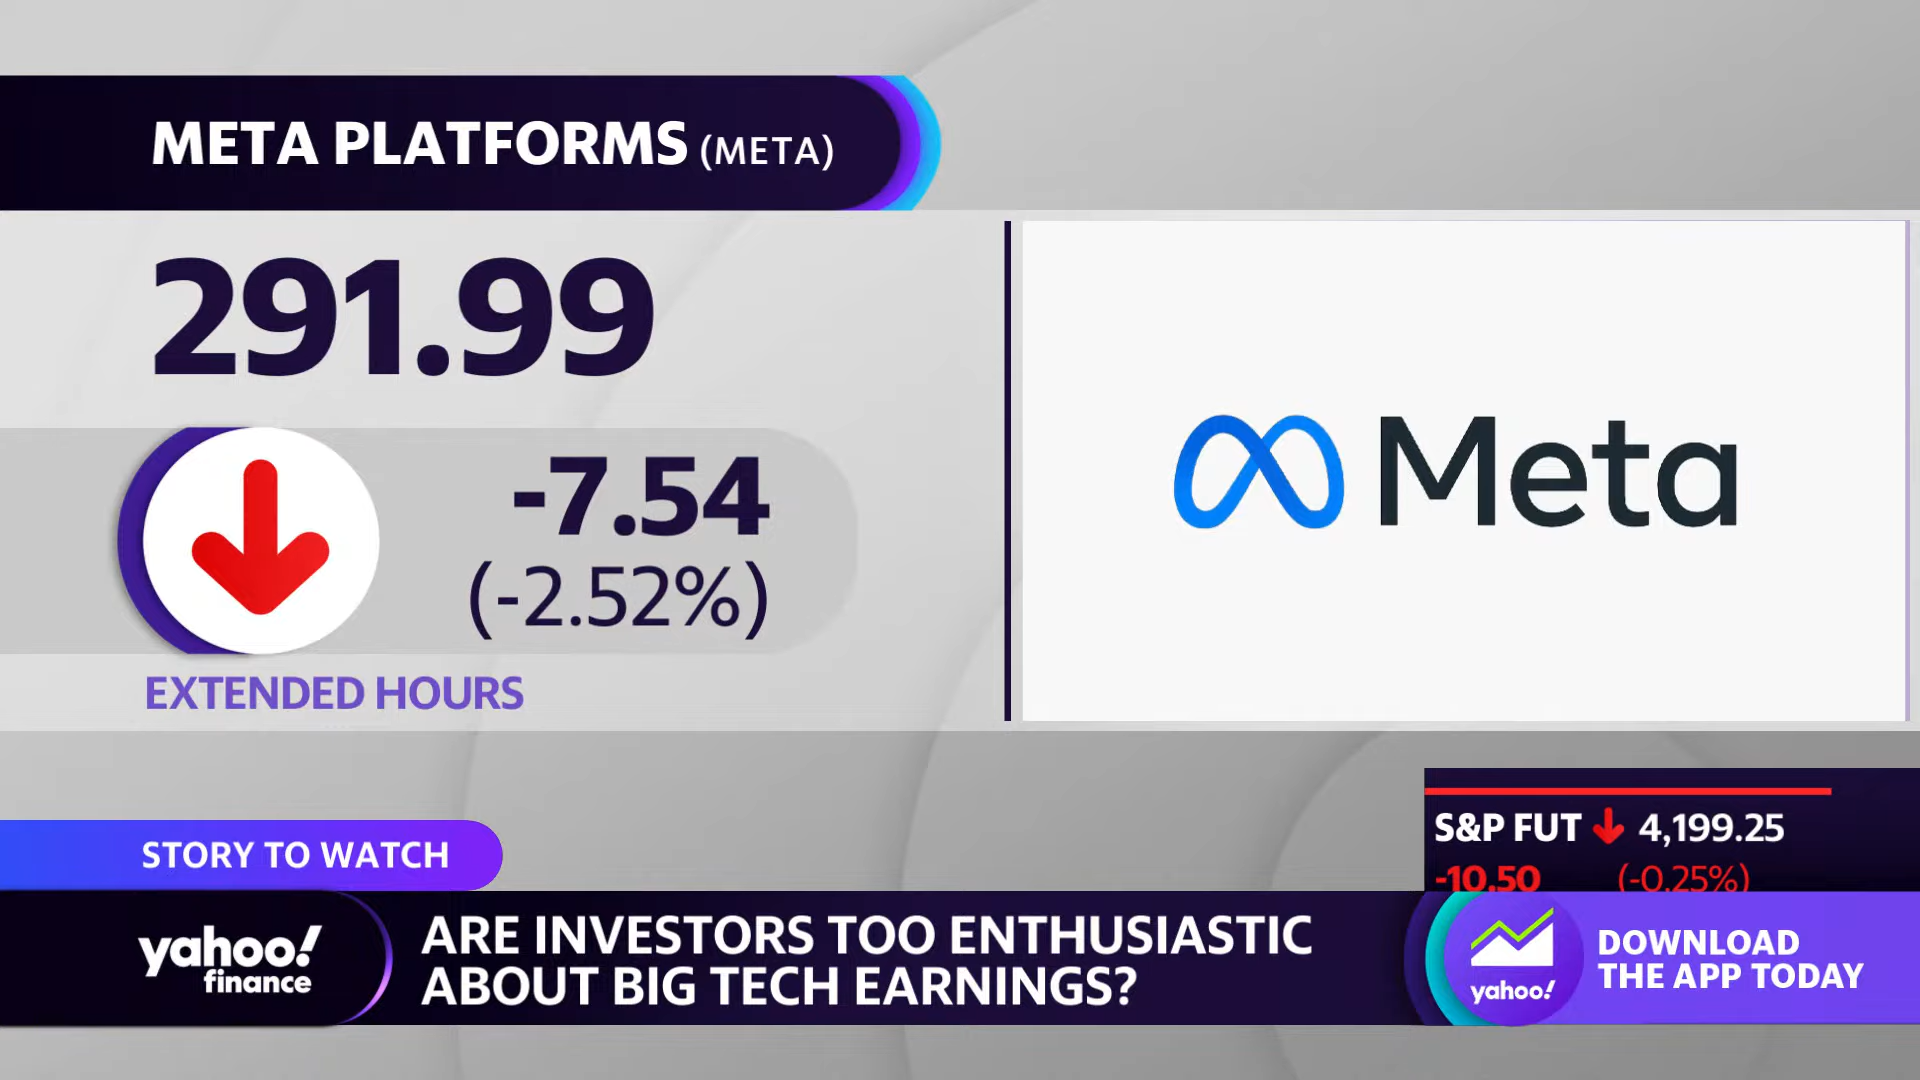 META PLATFORMS (META)
291.99
-7.54
(-2.52%)
EXTENDED HOURS
Meta
S&P FUT 4,199.25
-10.50 (-0.25%)
STORY TO WATCH
yahoo!
finance
ARE INVESTORS TOO ENTHUSIASTIC
ABOUT BIG TECH EARNINGS?
yahoo!
DOWNLOAD
THE APP TODAY